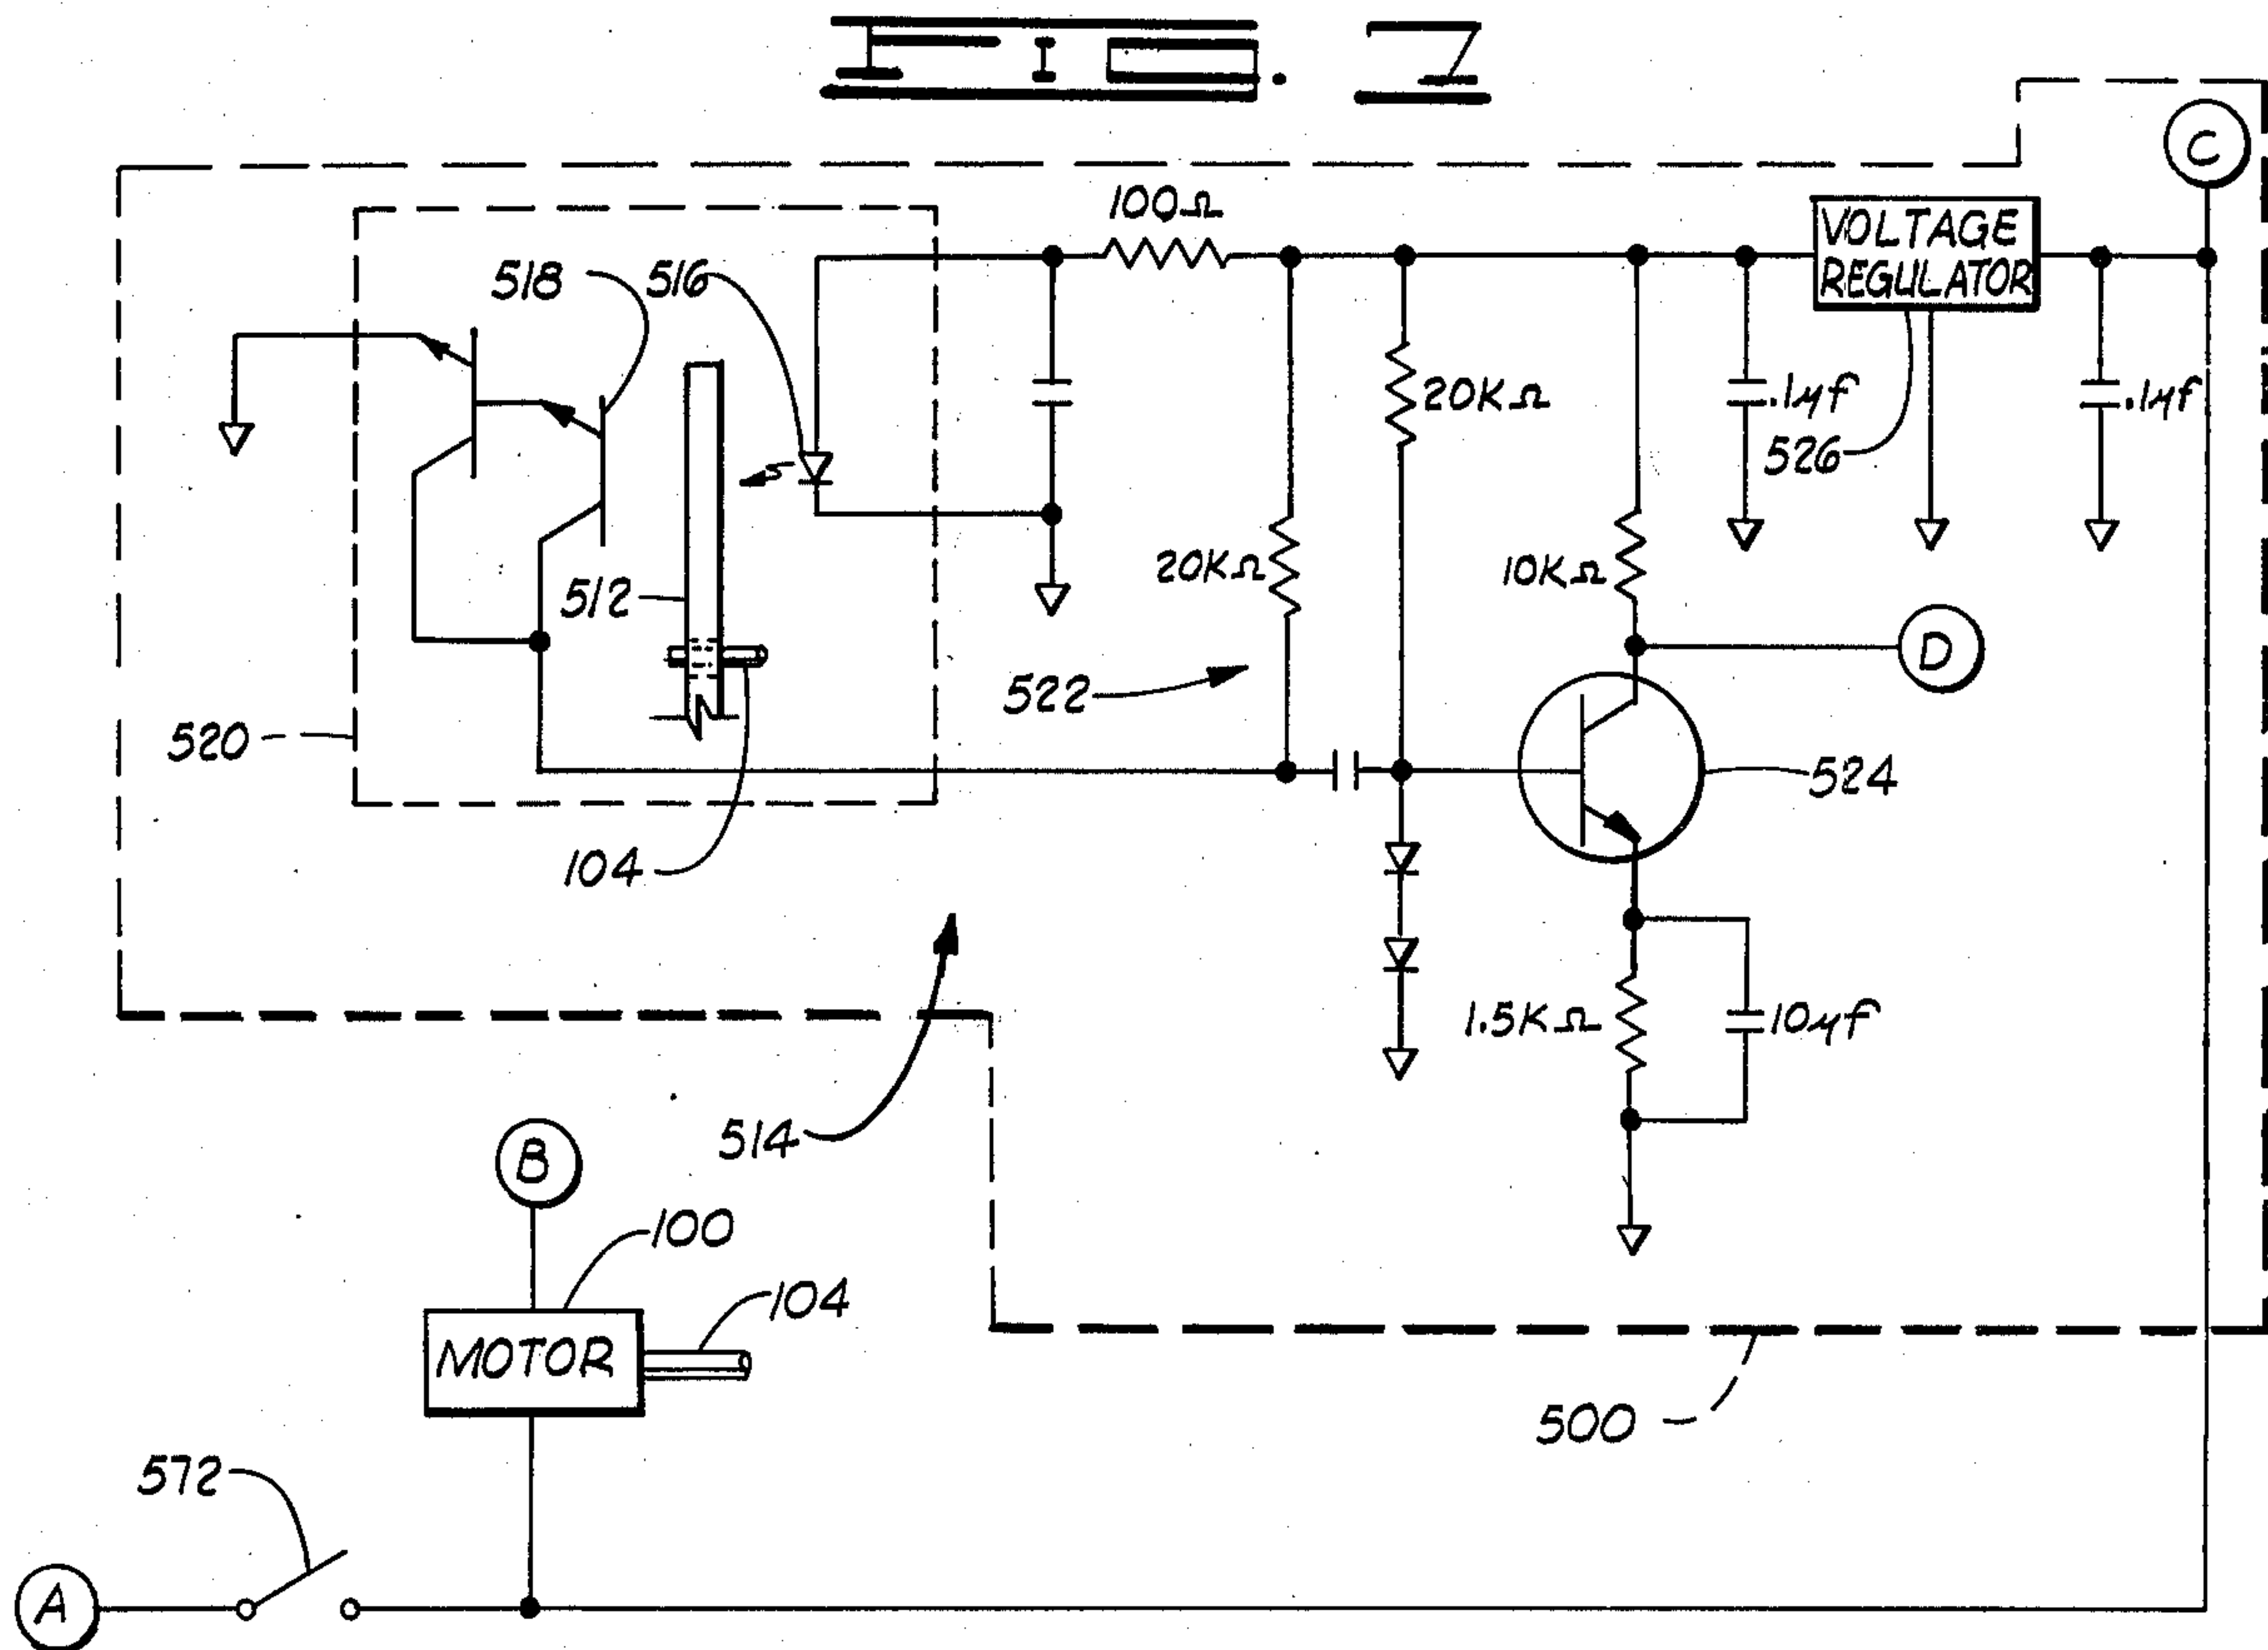 FIG. 7
C
100Ω
VOLTAGE
REGULATOR
518
516
20KΩ
.1μf
.1μf
526
20KΩ
10KΩ
512
D
522
520
524
104
1.5KΩ
10μf
514
B
100
104
MOTOR
500
572
A